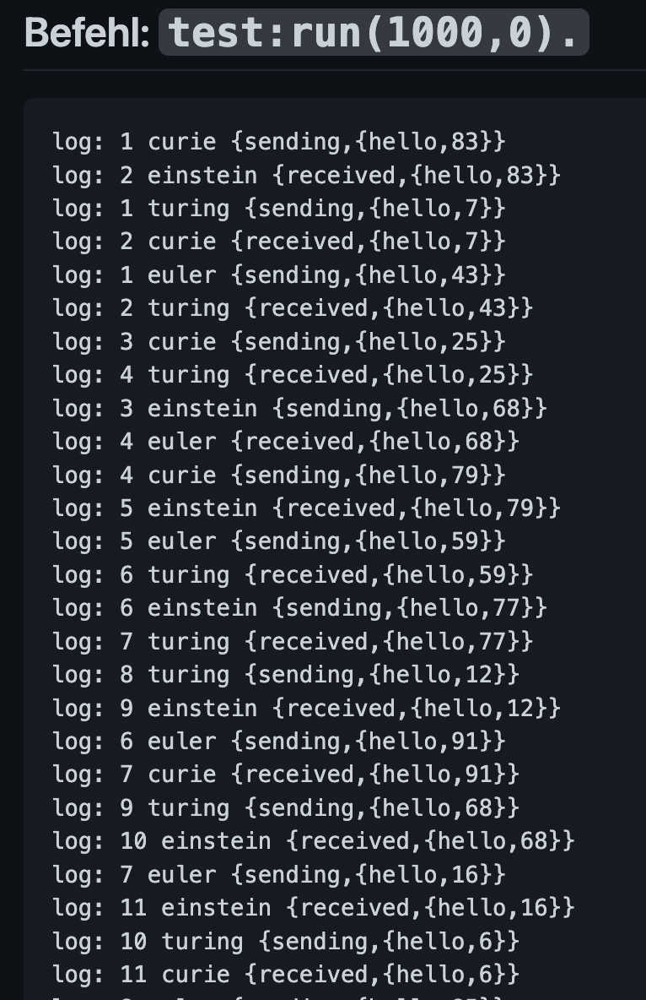 Befehl: test:run(1000,0).
log: 1 curie {sending,{hello,83}}
log: 2 einstein {received,{hello,83}}
log: 1 turing {sending,{hello,7}}
log: 2 curie {received,{hello,7}}
log: 1 euler {sending,{hello,43}}
log: 2 turing {received,{hello,43}}
log: 3 curie {sending,{hello,25}}
log: 4 turing {received,{hello,25}}
log: 3 einstein {sending,{hello,68}}
log: 4 euler {received,{hello,68}}
log: 4 curie {sending,{hello,79}}
log: 5 einstein {received,{hello,79}}
log: 5 euler {sending,{hello,59}}
log: 6 turing {received,{hello,59}}
log: 6 einstein {sending,{hello,77}}
log: 7 turing {received,{hello,77}}
log: 8 turing {sending,{hello,12}}
log: 9 einstein {received,{hello,12}}
log: 6 euler {sending,{hello,91}}
log: 7 curie {received,{hello,91}}
log: 9 turing {sending,{hello,68}}
log: 10 einstein {received,{hello,68}}
log: 7 euler {sending,{hello,16}}
log: 11 einstein {received,{hello,16}}
log: 10 turing {sending,{hello,6}}
log: 11 curie {received,{hello,6}}